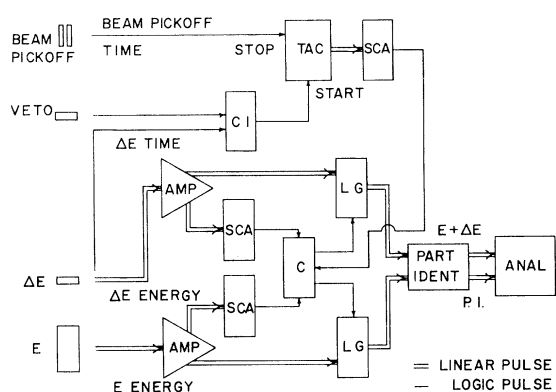 BEAM PICKOFF
BEAM
PICKOFF
TIME
STOP
TAC
SCA
START
VETO
C I
ΔE TIME
AMP
L G
SCA
E + ΔE
C
PART
IDENT
ANAL
ΔE
ΔE ENERGY
SCA
P.I.
E
AMP
LG
E ENERGY
= LINEAR PULSE
— LOGIC PULSE